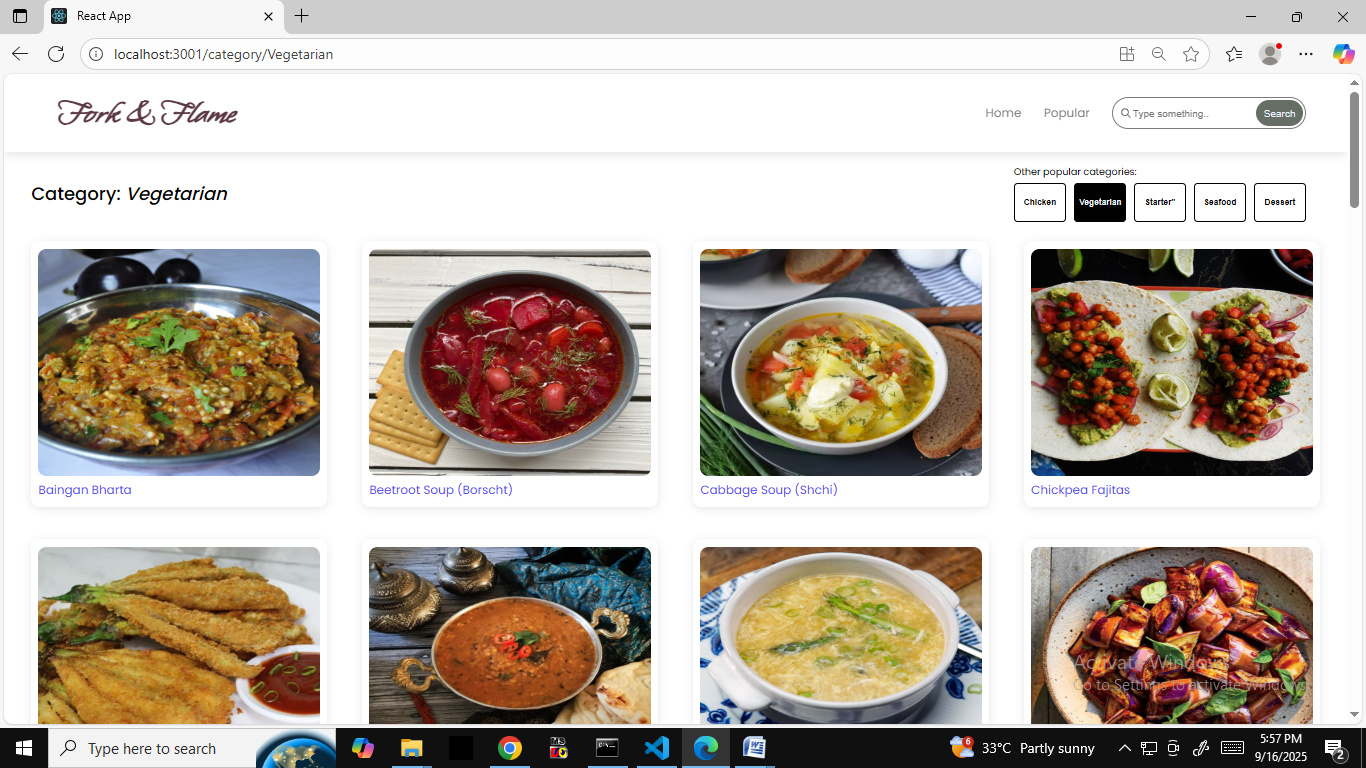 React App
localhost:3001/category/Vegetarian
Fork & Flame
Home
Popular
Type something..
Search
Other popular categories:
Category: Vegetarian
Chicken
Vegetarian
Starter"
Seafood
Dessert
Baingan Bharta
Beetroot Soup (Borscht)
Cabbage Soup (Shchi)
Chickpea Fajitas
Activate Windows
Go to Settings to activate Windows.
Type here to search
6
33°C Partly sunny
5:57 PM
9/16/2025
2